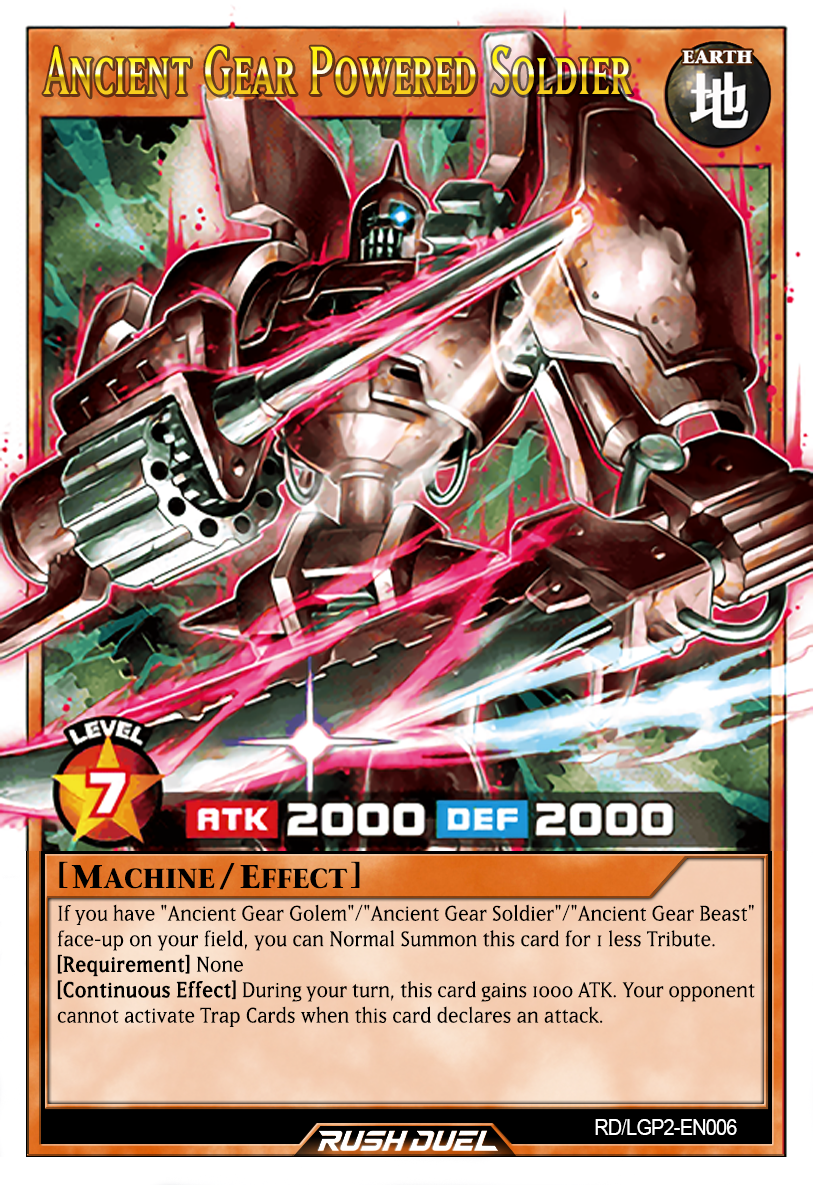 ANCIENT GEAR POWERED SOLDIER
EARTH
地
LEVEL
7
ATK 2000 DEF 2000
[MACHINE/EFFECT]
If you have "Ancient Gear Golem"/"Ancient Gear Soldier"/"Ancient Gear Beast"
face-up on your field, you can Normal Summon this card for 1 less Tribute.
[Requirement] None
[Continuous Effect] During your turn, this card gains 1000 ATK. Your opponent
cannot activate Trap Cards when this card declares an attack.
RD/LGP2-EN006
RUSH DUEL